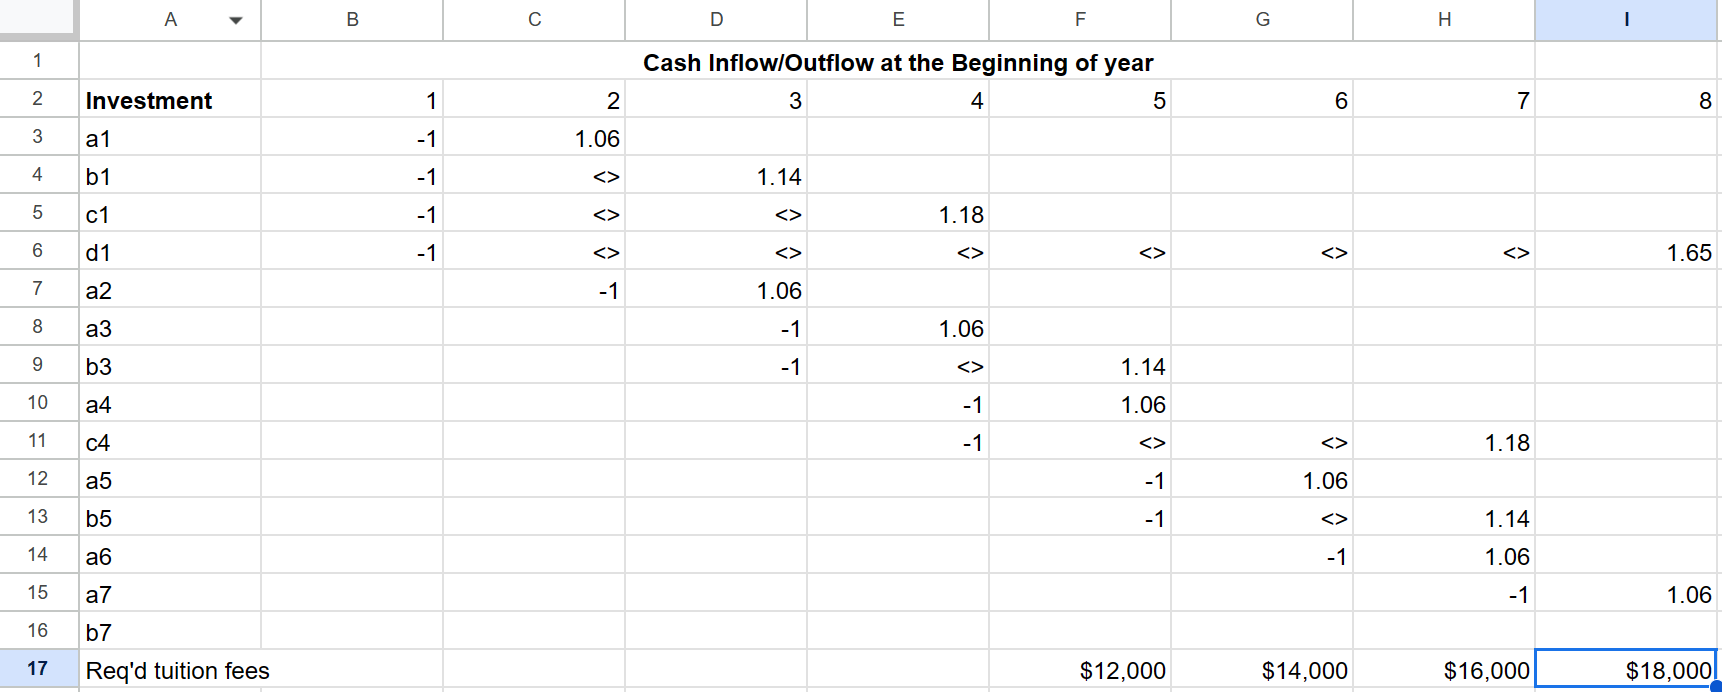 A B C D E F G H I
1 Cash Inflow/Outflow at the Beginning of year
2 Investment 1 2 3 4 5 6 7 8
3 a1 -1 1.06
4 b1 -1 <> 1.14
5 c1 -1 <> <> 1.18
6 d1 -1 <> <> <> <> <> <> 1.65
7 a2 -1 1.06
8 a3 -1 1.06
9 b3 -1 <> 1.14
10 a4 -1 1.06
11 c4 -1 <> <> 1.18
12 a5 -1 1.06
13 b5 -1 <> 1.14
14 a6 -1 1.06
15 a7 -1 1.06
16 b7
17 Req'd tuition fees $12,000 $14,000 $16,000 $18,000